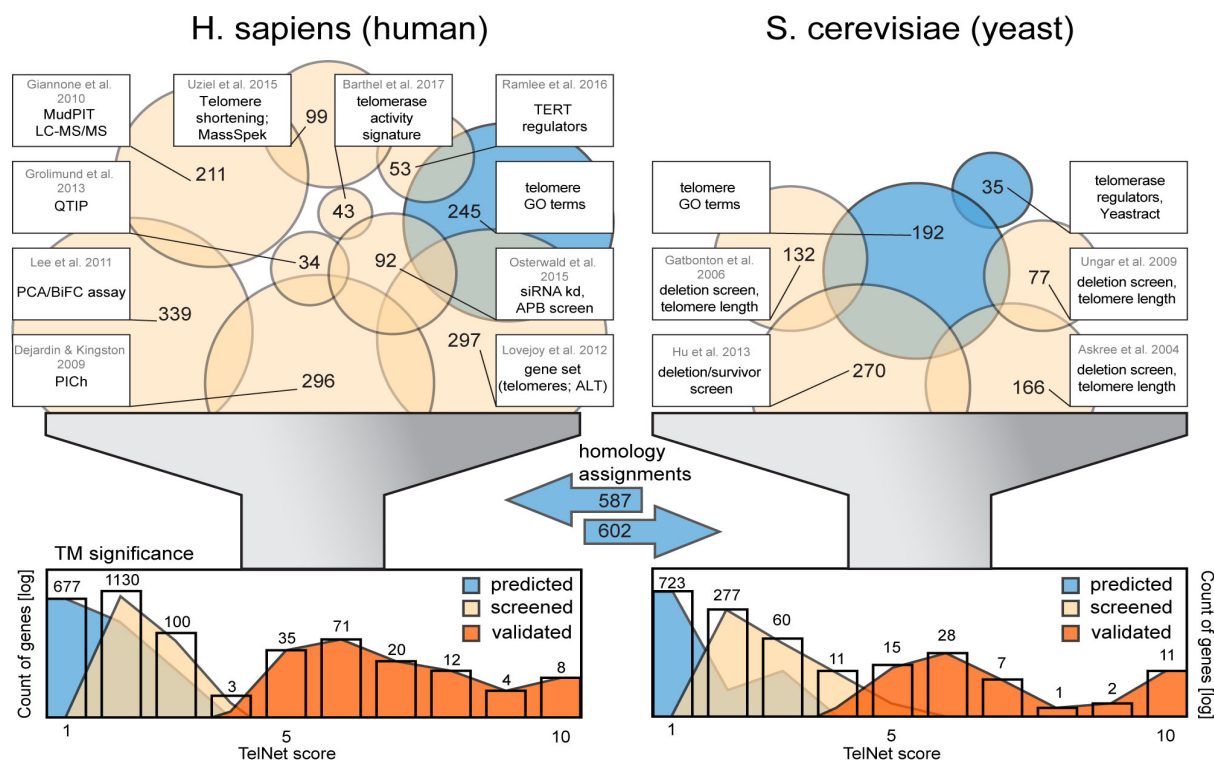 H. sapiens (human)
S. cerevisiae (yeast)
Giannone et al.
2010
MudPIT
LC-MS/MS
Uziel et al. 2015
Telomere
shortening;
MassSpek
99
Barthel et al. 2017
telomerase
activity
signature
Ramlee et al. 2016
TERT
regulators
211
53
Grolimund et al.
2013
QTIP
43
245
telomere
GO terms
34
92
Lee et al. 2011
PCA/BiFC assay
339
Osterwald et al.
2015
siRNA kd,
APB screen
Dejardin & Kingston
2009
PICh
296
297
Lovejoy et al. 2012
gene set
(telomeres; ALT)
telomere
GO terms
192
35
telomerase
regulators,
Yeastract
Gatbonton et al.
2006
deletion screen,
telomere length
132
77
Ungar et al. 2009
deletion screen,
telomere length
Hu et al. 2013
deletion/survivor
screen
270
166
Askree et al. 2004
deletion screen,
telomere length
homology
assignments
587
602
TM significance
Count of genes [log]
677
1130
100
3
35
71
20
12
4
8
predicted
screened
validated
1
5
10
TelNet score
723
277
60
11
15
28
7
1
2
11
predicted
screened
validated
Count of genes [log]
1
5
10
TelNet score